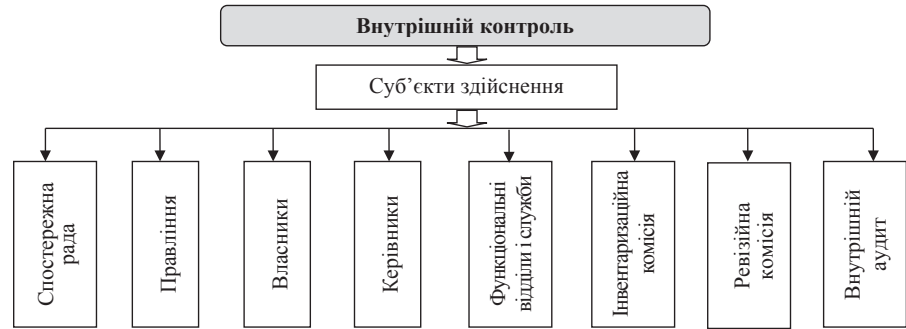 Внутрішній контроль
Суб’єкти здійснення
Спостережна
рада
Правління
Власники
Керівники
Функціональні
відділи і служби
Інвентаризаційна
комісія
Ревізійна
комісія
Внутрішній
аудит